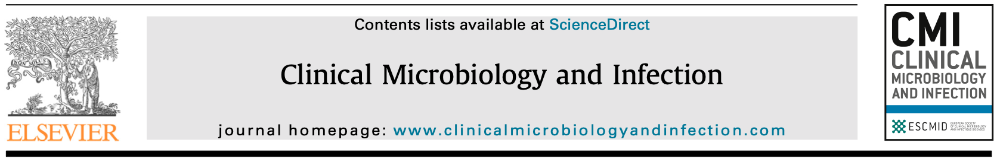 NON SOLUS
ELSEVIER
Contents lists available at ScienceDirect
Clinical Microbiology and Infection
journal homepage: www.clinicalmicrobiologyandinfection.com
CMI
CLINICAL
MICROBIOLOGY
AND INFECTION
ESCMID
EUROPEAN SOCIETY
OF CLINICAL MICROBIOLOGY
AND INFECTIOUS DISEASES